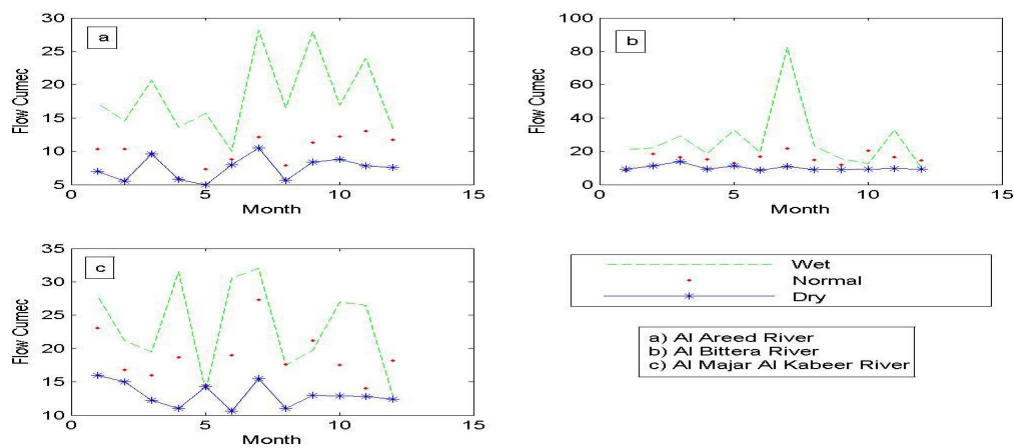 30
25
20
15
10
5
0 5 10 15
Flow Cumec
Month
a
100
80
60
40
20
0
0 5 10 15
Flow Cumec
Month
b
35
30
25
20
15
10
0 5 10 15
Flow Cumec
Month
c
Wet
Normal
Dry
a) Al Areed River
b) Al Bittera River
c) Al Majar Al Kabeer River